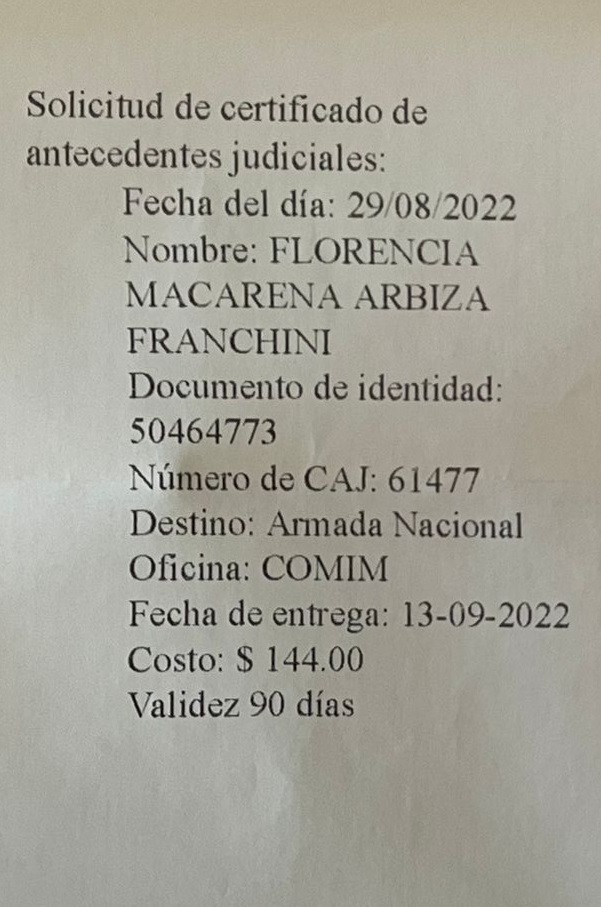 Solicitud de certificado de
antecedentes judiciales:
Fecha del día: 29/08/2022
Nombre: FLORENCIA
MACARENA ARBIZA
FRANCHINI
Documento de identidad:
50464773
Número de CAJ: 61477
Destino: Armada Nacional
Oficina: COMIM
Fecha de entrega: 13-09-2022
Costo: $ 144.00
Validez 90 días